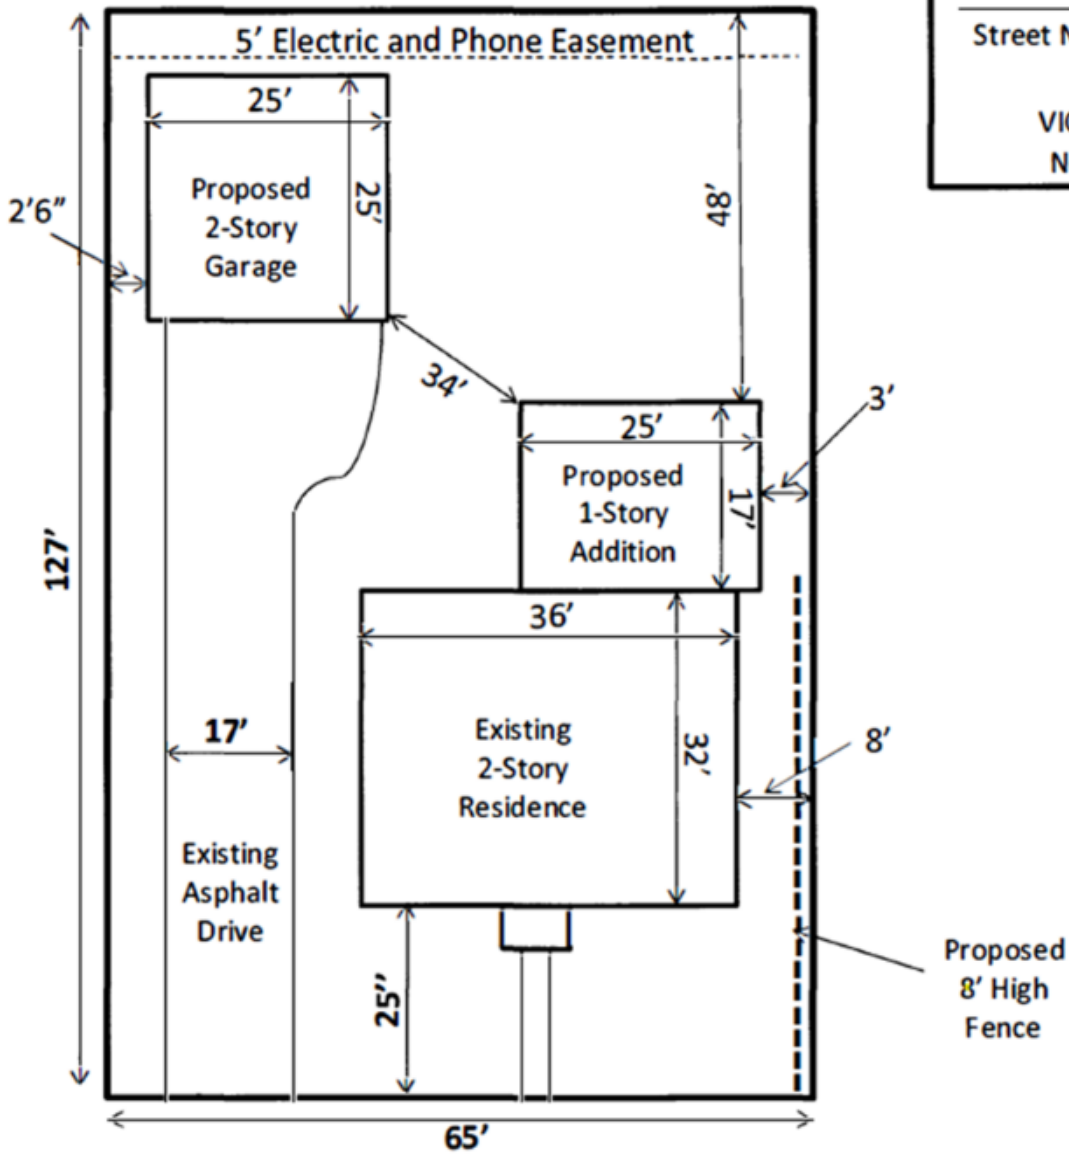 5’ Electric and Phone Easement
Street N
VI
N
25’
25’
Proposed
2-Story
Garage
2’6”
48’
34’
3’
25’
Proposed
1-Story
Addition
17’
127’
36’
17’
Existing
2-Story
Residence
32’
8’
Existing
Asphalt
Drive
25’’
Proposed
8’ High
Fence
65’